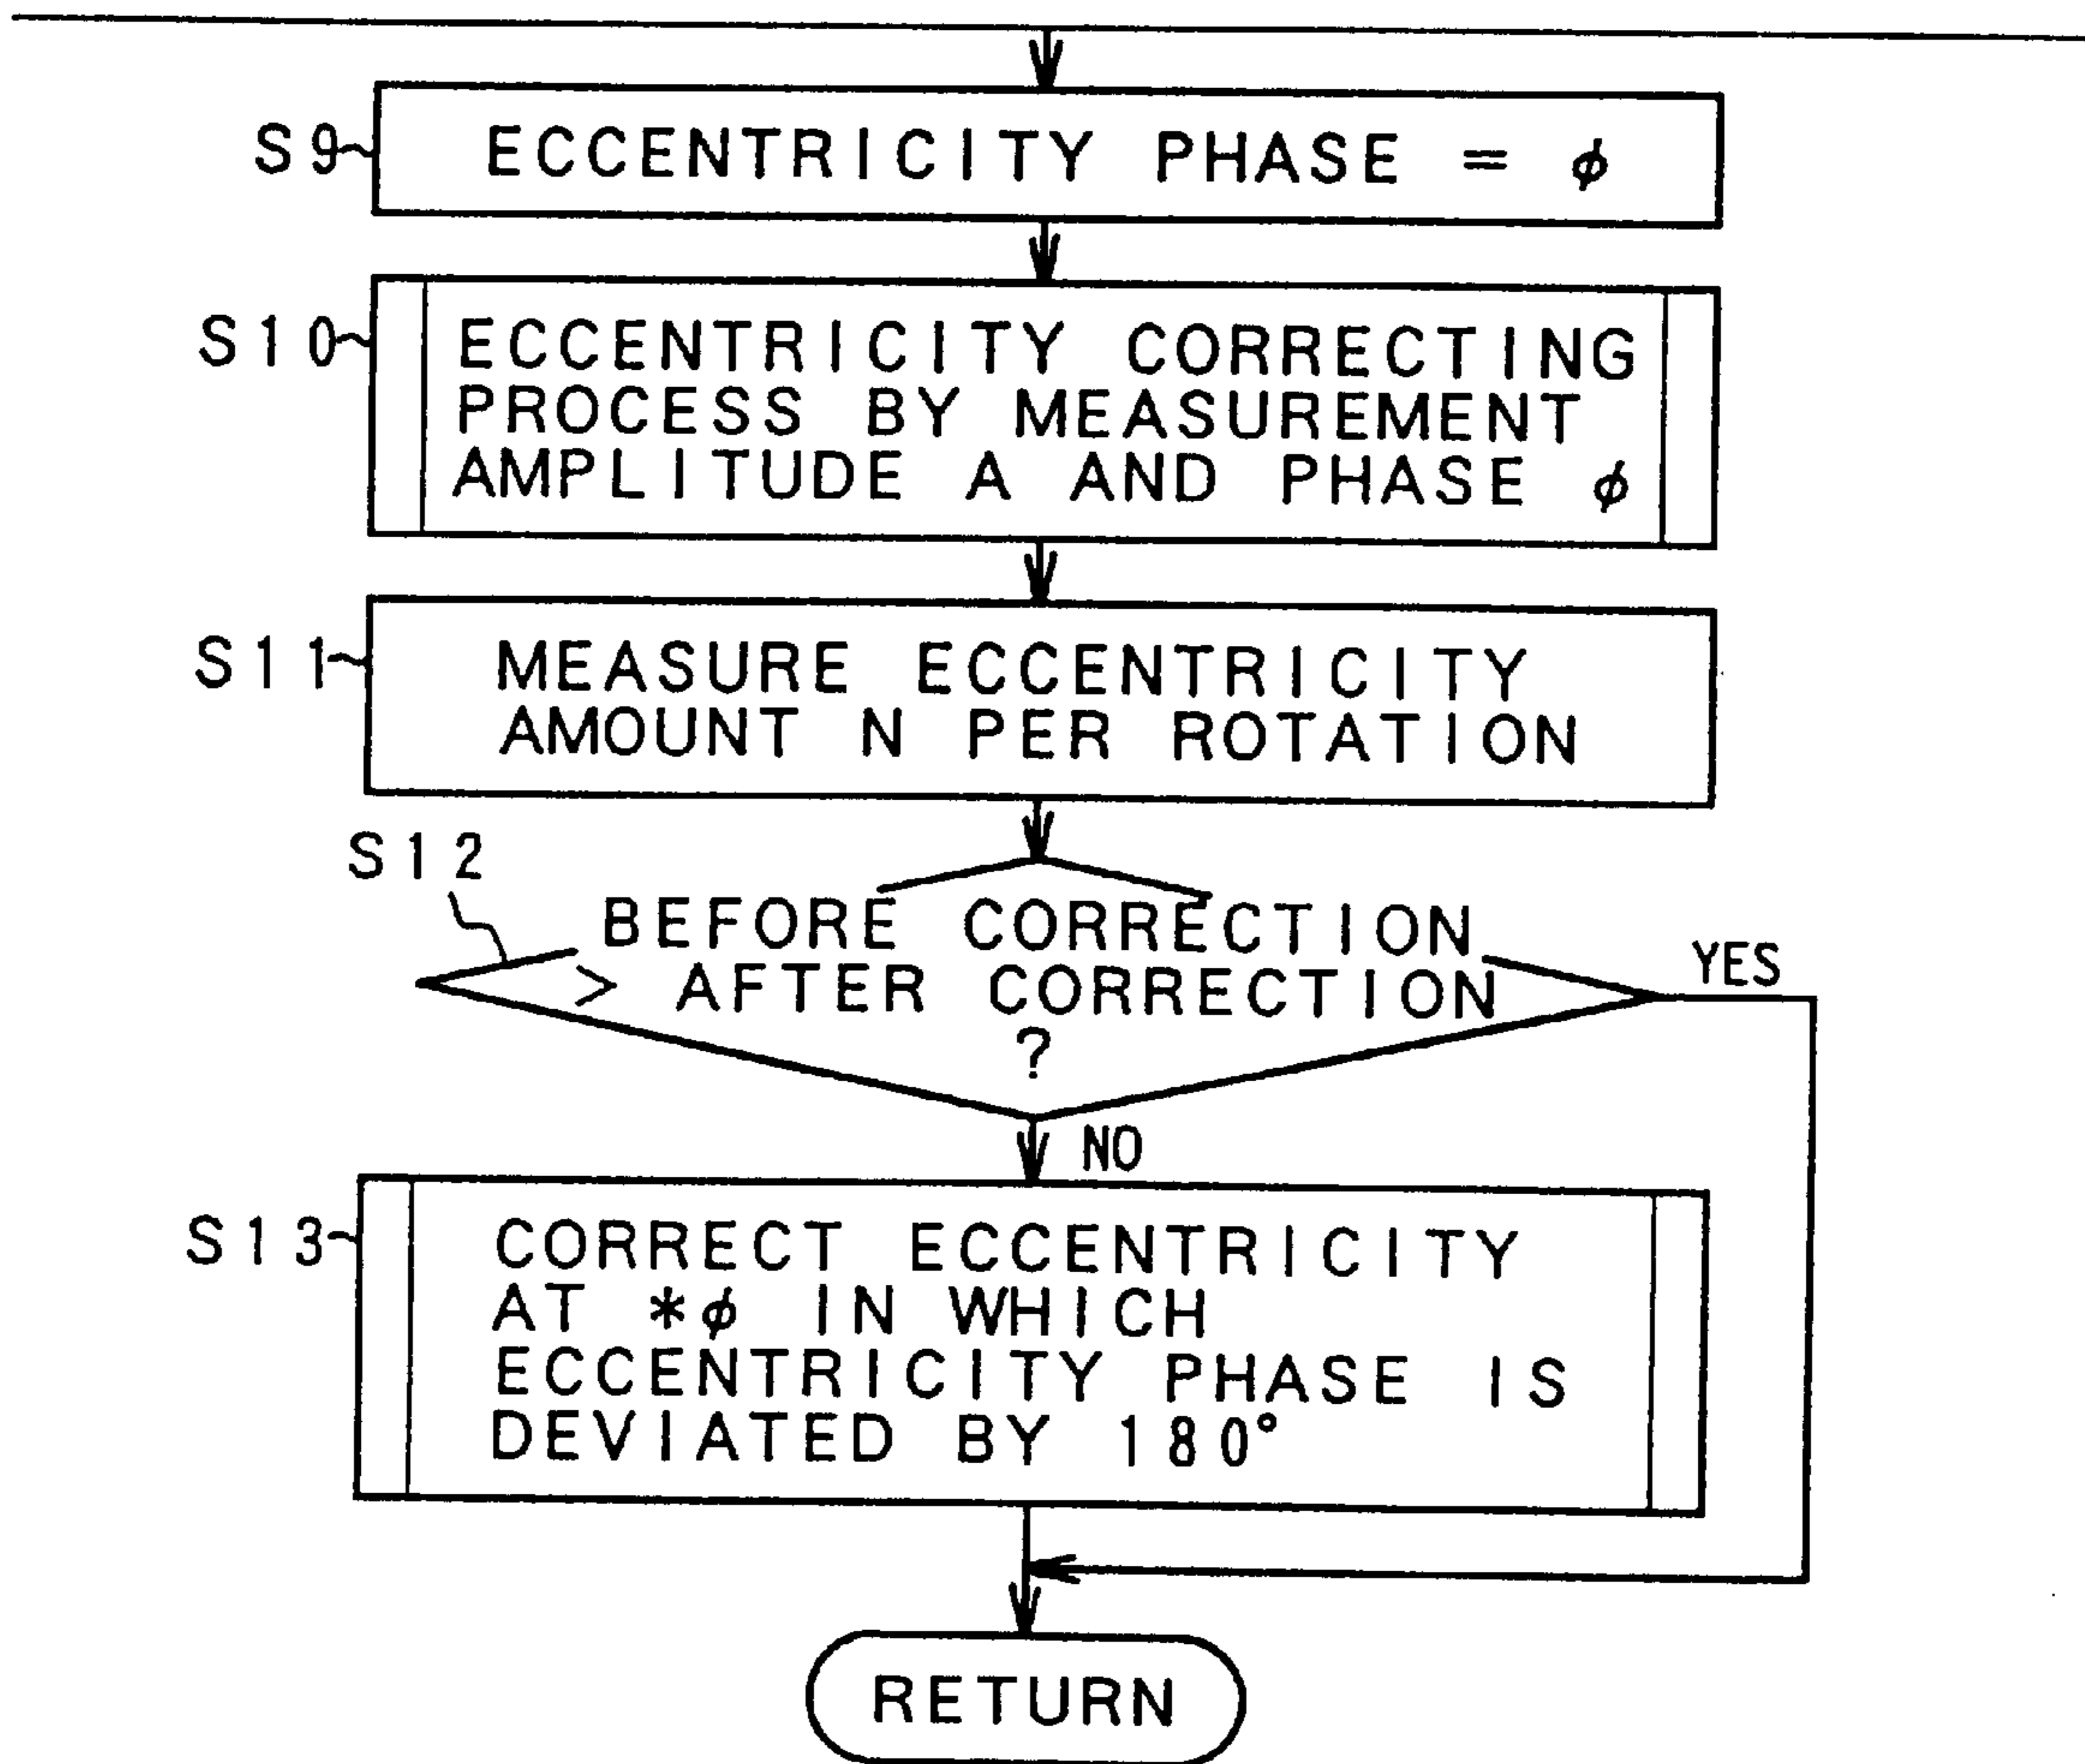 S9 ECCENTRICITY PHASE = φ
S10 ECCENTRICITY CORRECTING
PROCESS BY MEASUREMENT
AMPLITUDE A AND PHASE φ
S11 MEASURE ECCENTRICITY
AMOUNT N PER ROTATION
S12
BEFORE CORRECTION
> AFTER CORRECTION
?
YES
NO
S13 CORRECT ECCENTRICITY
AT *φ IN WHICH
ECCENTRICITY PHASE IS
DEVIATED BY 180°
RETURN